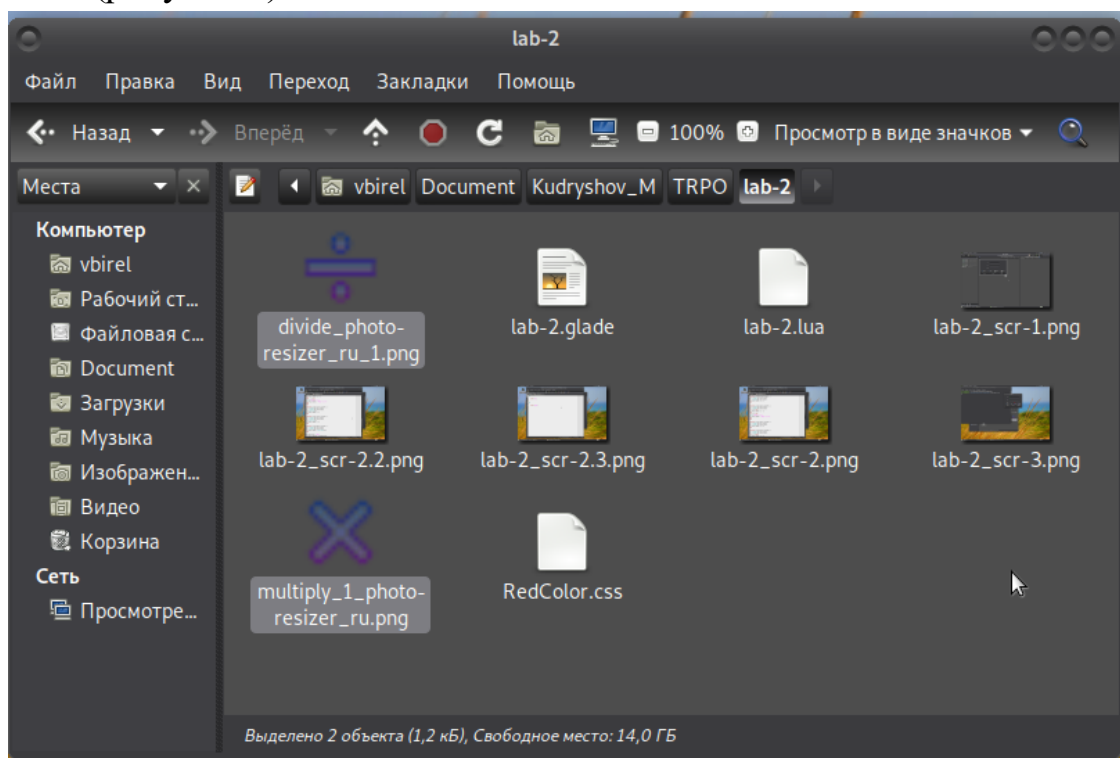 lab-2
Файл Правка Вид Переход Закладки Помощь
Назад Вперёд 100% Просмотр в виде значков
Места vbirel Document Kudryshov_M TRPO lab-2
Компьютер
vbirel
Рабочий ст...
Файловая с...
Document
Загрузки
Музыка
Изображен...
Видео
Корзина
Сеть
Просмотре...
divide_photo-
resizer_ru_1.png
lab-2.glade
lab-2.lua
lab-2_scr-1.png
lab-2_scr-2.2.png
lab-2_scr-2.3.png
lab-2_scr-2.png
lab-2_scr-3.png
multiply_1_photo-
resizer_ru.png
RedColor.css
Выделено 2 объекта (1,2 кБ), Свободное место: 14,0 ГБ